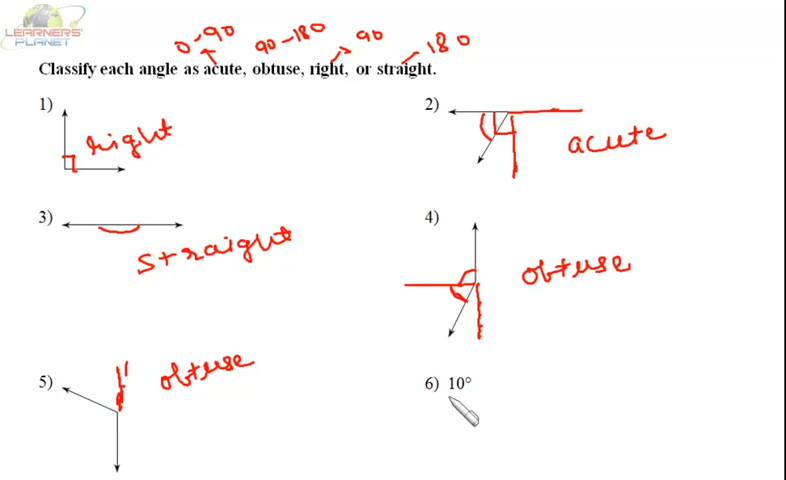 LEARNERS'
PLANET
0-90 90-180 90 180
Classify each angle as acute, obtuse, right, or straight.
1) right
2) acute
3) straight
4) obtuse
5) obtuse
6) 10°